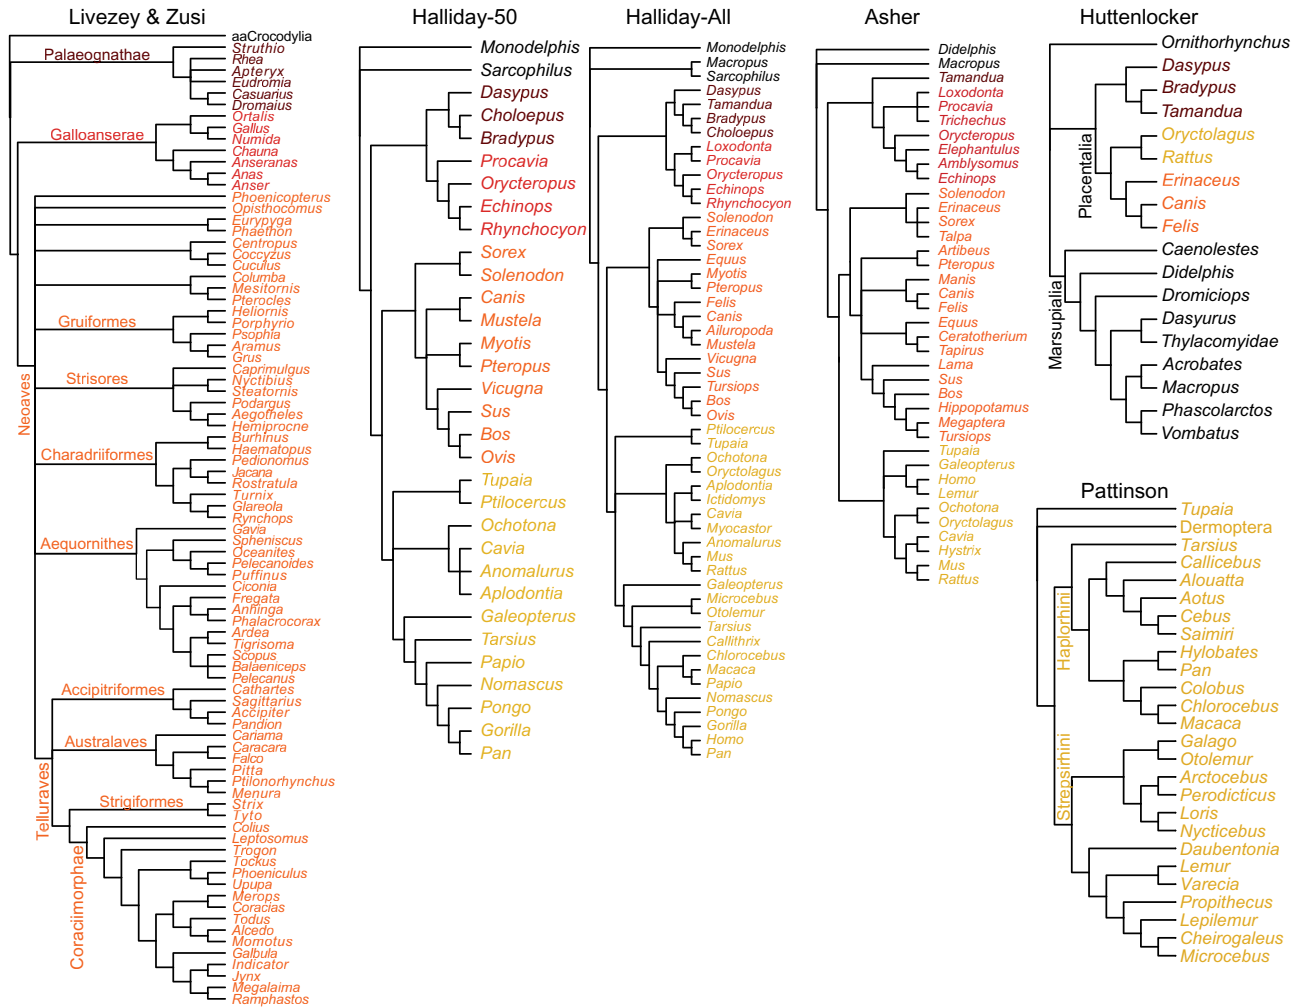 Livezey & Zusi
aaCrocodylia
Struthio
Palaeognathae
Rhea
Apteryx
Eudromia
Casuarius
Dromaius
Ortalis
Galloanserae
Gallus
Numida
Chauna
Anseranas
Anas
Anser
Phoenicopterus
Opisthocomus
Eurypyga
Phaethon
Centropus
Coccyzus
Cuculus
Columba
Mesitornis
Pterocles
Heliornis
Gruiformes
Porphyrio
Psophia
Aramus
Grus
Caprimulgus
Strisores
Nyctibius
Steatornis
Podargus
Aegotheles
Hemiprocne
Neoaves
Burhinus
Haematopus
Charadriiformes
Pedionomus
Jacana
Rostratula
Turnix
Glareola
Rynchops
Gavia
Aequornithes
Spheniscus
Oceanites
Pelecanoides
Puffinus
Ciconia
Fregata
Anhinga
Phalacrocorax
Ardea
Tigrisoma
Scopus
Balaeniceps
Pelecanus
Accipitriformes
Cathartes
Sagittarius
Accipiter
Pandion
Cariama
Australaves
Caracara
Falco
Pitta
Ptilonorhynchus
Menura
Telluraves
Strigiformes
Strix
Tyto
Colius
Leptosomus
Trogon
Tockus
Phoeniculus
Upupa
Coraciimorphae
Merops
Coracias
Todus
Alcedo
Momotus
Galbula
Indicator
Jynx
Megalaima
Ramphastos
Halliday-50
Monodelphis
Sarcophilus
Dasypus
Choloepus
Bradypus
Procavia
Orycteropus
Echinops
Rhynchocyon
Sorex
Solenodon
Canis
Mustela
Myotis
Pteropus
Vicugna
Sus
Bos
Ovis
Tupaia
Ptilocercus
Ochotona
Cavia
Anomalurus
Aplodontia
Galeopterus
Tarsius
Papio
Nomascus
Pongo
Gorilla
Pan
Halliday-All
Monodelphis
Macropus
Sarcophilus
Dasypus
Tamandua
Bradypus
Choloepus
Loxodonta
Procavia
Orycteropus
Echinops
Rhynchocyon
Solenodon
Erinaceus
Sorex
Equus
Myotis
Pteropus
Felis
Canis
Ailuropoda
Mustela
Vicugna
Sus
Tursiops
Bos
Ovis
Ptilocercus
Tupaia
Ochotona
Oryctolagus
Aplodontia
Ictidomys
Cavia
Myocastor
Anomalurus
Mus
Rattus
Galeopterus
Microcebus
Otolemur
Tarsius
Callithrix
Chlorocebus
Macaca
Papio
Nomascus
Pongo
Gorilla
Homo
Pan
Asher
Didelphis
Macropus
Tamandua
Loxodonta
Procavia
Trichechus
Orycteropus
Elephantulus
Amblysomus
Echinops
Solenodon
Erinaceus
Sorex
Talpa
Artibeus
Pteropus
Manis
Canis
Felis
Equus
Ceratotherium
Tapirus
Lama
Sus
Bos
Hippopotamus
Megaptera
Tursiops
Tupaia
Galeopterus
Homo
Lemur
Ochotona
Oryctolagus
Cavia
Hystrix
Mus
Rattus
Huttenlocker
Ornithorhynchus
Dasypus
Bradypus
Tamandua
Oryctolagus
Rattus
Placentalia
Erinaceus
Canis
Felis
Caenolestes
Didelphis
Marsupialia
Dromiciops
Dasyurus
Thylacomyidae
Acrobates
Macropus
Phascolarctos
Vombatus
Pattinson
Tupaia
Dermoptera
Tarsius
Callicebus
Alouatta
Haplorhini
Aotus
Cebus
Saimiri
Hylobates
Pan
Colobus
Chlorocebus
Macaca
Galago
Otolemur
Strepsirhini
Arctocebus
Perodicticus
Loris
Nycticebus
Daubentonia
Lemur
Varecia
Propithecus
Lepilemur
Cheirogaleus
Microcebus